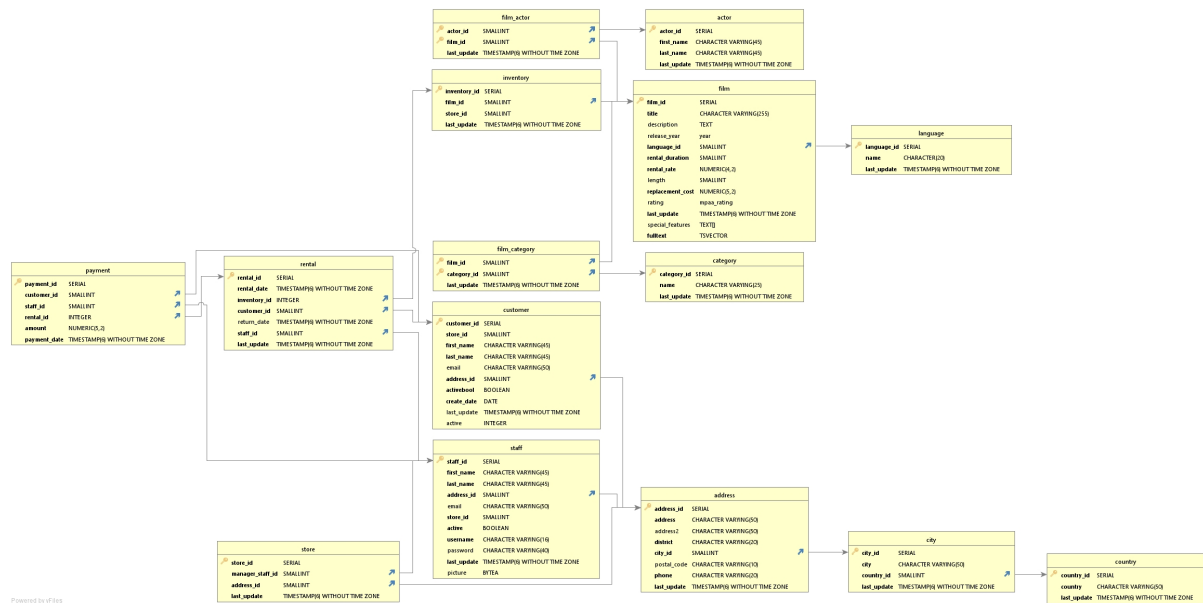 film_actor
actor_id SMALLINT
film_id SMALLINT
last_update TIMESTAMP(6) WITHOUT TIME ZONE
actor
actor_id SERIAL
first_name CHARACTER VARYING(45)
last_name CHARACTER VARYING(45)
last_update TIMESTAMP(6) WITHOUT TIME ZONE
inventory
inventory_id SERIAL
film_id SMALLINT
store_id SMALLINT
last_update TIMESTAMP(6) WITHOUT TIME ZONE
film
film_id SERIAL
title CHARACTER VARYING(255)
description TEXT
release_year year
language_id SMALLINT
rental_duration SMALLINT
rental_rate NUMERIC(4,2)
length SMALLINT
replacement_cost NUMERIC(5,2)
rating mpaa_rating
last_update TIMESTAMP(6) WITHOUT TIME ZONE
special_features TEXT[]
fulltext TSVECTOR
language
language_id SERIAL
name CHARACTER(20)
last_update TIMESTAMP(6) WITHOUT TIME ZONE
film_category
film_id SMALLINT
category_id SMALLINT
last_update TIMESTAMP(6) WITHOUT TIME ZONE
category
category_id SERIAL
name CHARACTER VARYING(25)
last_update TIMESTAMP(6) WITHOUT TIME ZONE
payment
payment_id SERIAL
customer_id SMALLINT
staff_id SMALLINT
rental_id INTEGER
amount NUMERIC(5,2)
payment_date TIMESTAMP(6) WITHOUT TIME ZONE
rental
rental_id SERIAL
rental_date TIMESTAMP(6) WITHOUT TIME ZONE
inventory_id INTEGER
customer_id SMALLINT
return_date TIMESTAMP(6) WITHOUT TIME ZONE
staff_id SMALLINT
last_update TIMESTAMP(6) WITHOUT TIME ZONE
customer
customer_id SERIAL
store_id SMALLINT
first_name CHARACTER VARYING(45)
last_name CHARACTER VARYING(45)
email CHARACTER VARYING(50)
address_id SMALLINT
activebool BOOLEAN
create_date DATE
last_update TIMESTAMP(6) WITHOUT TIME ZONE
active INTEGER
staff
staff_id SERIAL
first_name CHARACTER VARYING(45)
last_name CHARACTER VARYING(45)
address_id SMALLINT
email CHARACTER VARYING(50)
store_id SMALLINT
active BOOLEAN
username CHARACTER VARYING(16)
password CHARACTER VARYING(40)
last_update TIMESTAMP(6) WITHOUT TIME ZONE
picture BYTEA
store
store_id SERIAL
manager_staff_id SMALLINT
address_id SMALLINT
last_update TIMESTAMP(6) WITHOUT TIME ZONE
address
address_id SERIAL
address CHARACTER VARYING(50)
address2 CHARACTER VARYING(50)
district CHARACTER VARYING(20)
city_id SMALLINT
postal_code CHARACTER VARYING(10)
phone CHARACTER VARYING(20)
last_update TIMESTAMP(6) WITHOUT TIME ZONE
city
city_id SERIAL
city CHARACTER VARYING(50)
country_id SMALLINT
last_update TIMESTAMP(6) WITHOUT TIME ZONE
country
country_id SERIAL
country CHARACTER VARYING(50)
last_update TIMESTAMP(6) WITHOUT TIME ZONE
Powered by yFiles